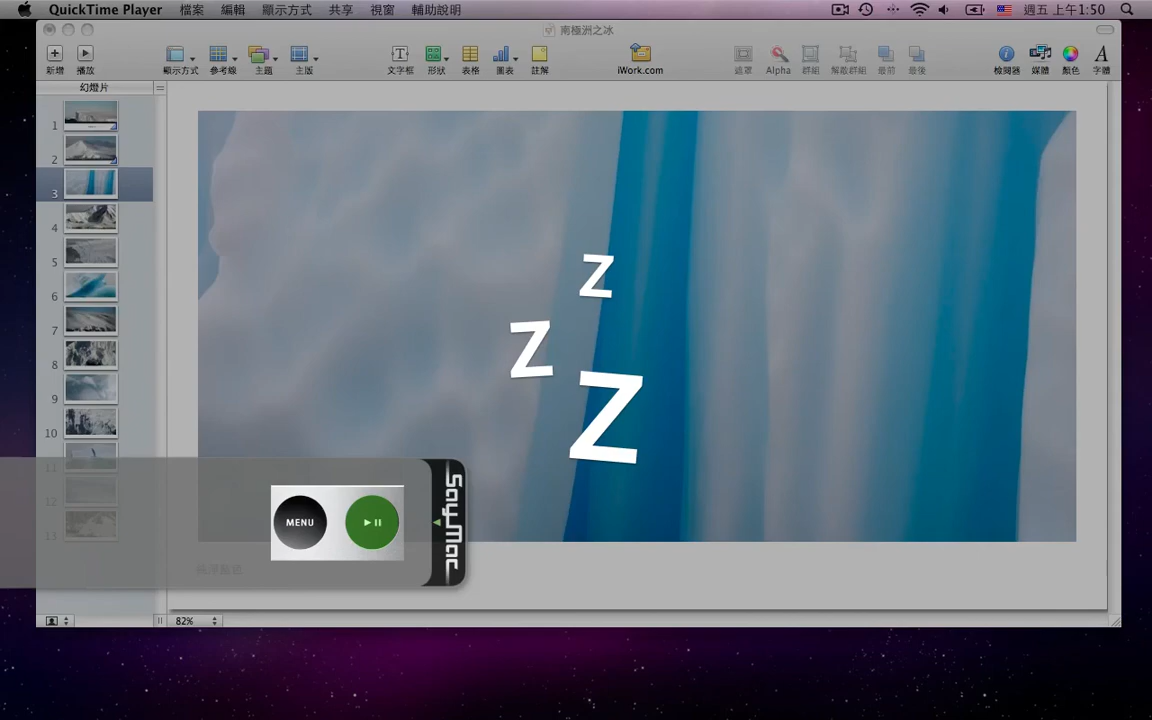 QuickTime Player 檔案 編輯 顯示方式 共享 視窗 輔助說明 週五 上午1:50
南極洲之冰
新增 播放 顯示方式 參考線 主題 主版 文字框 形狀 表格 圖表 註解 iWork.com 遮罩 Alpha 群組 解散群組 最前 最後 檢閱器 媒體 顏色 字體
幻燈片
1
2
3
4
5
6
7
8
9
10
11
12
13
Z
Z
Z
MENU
SayMac
82%